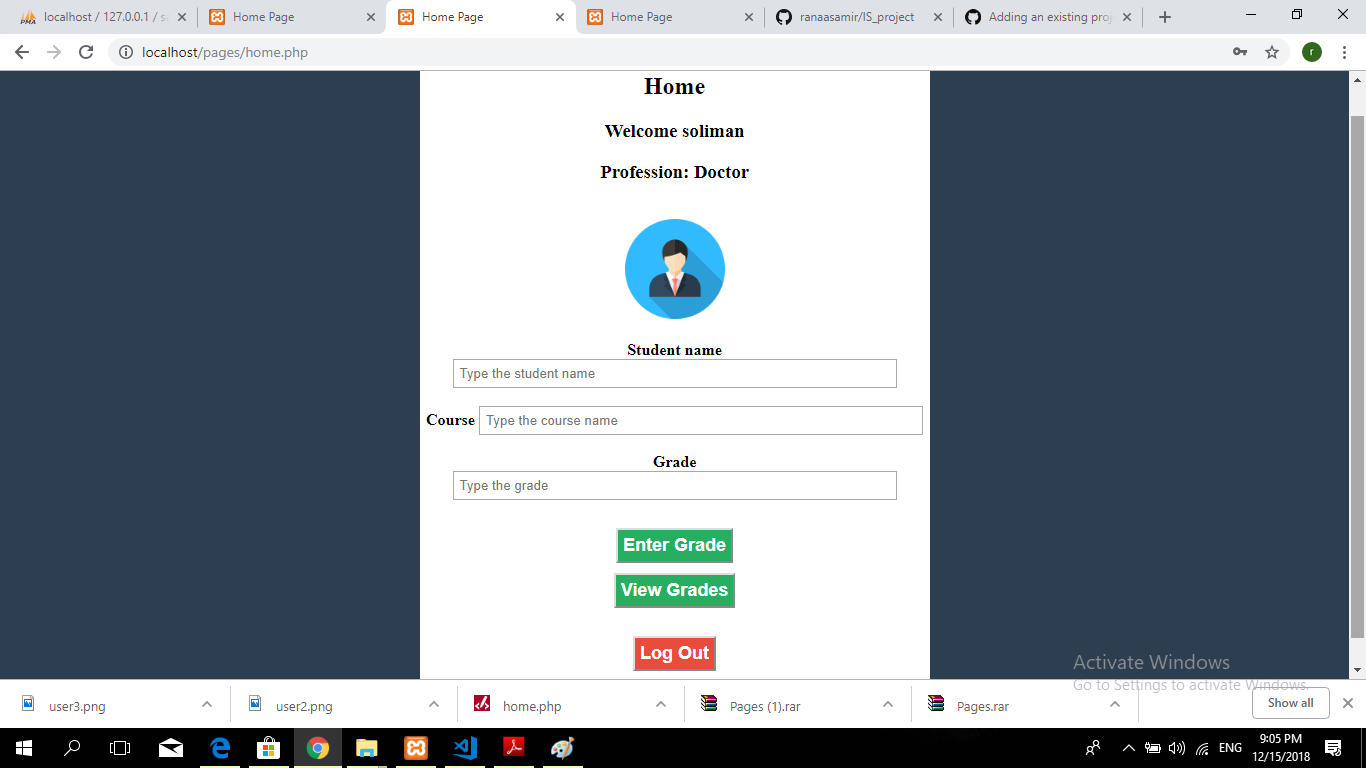 PMA localhost / 127.0.0.1 / s
Home Page
Home Page
Home Page
ranaasamir/IS_project
Adding an existing pro
localhost/pages/home.php
r
Home
Welcome soliman
Profession: Doctor
Student name
Type the student name
Course Type the course name
Grade
Type the grade
Enter Grade
View Grades
Log Out
Activate Windows
Go to Settings to activate Windows.
user3.png
user2.png
home.php
Pages (1).rar
Pages.rar
Show all
ENG
9:05 PM
12/15/2018